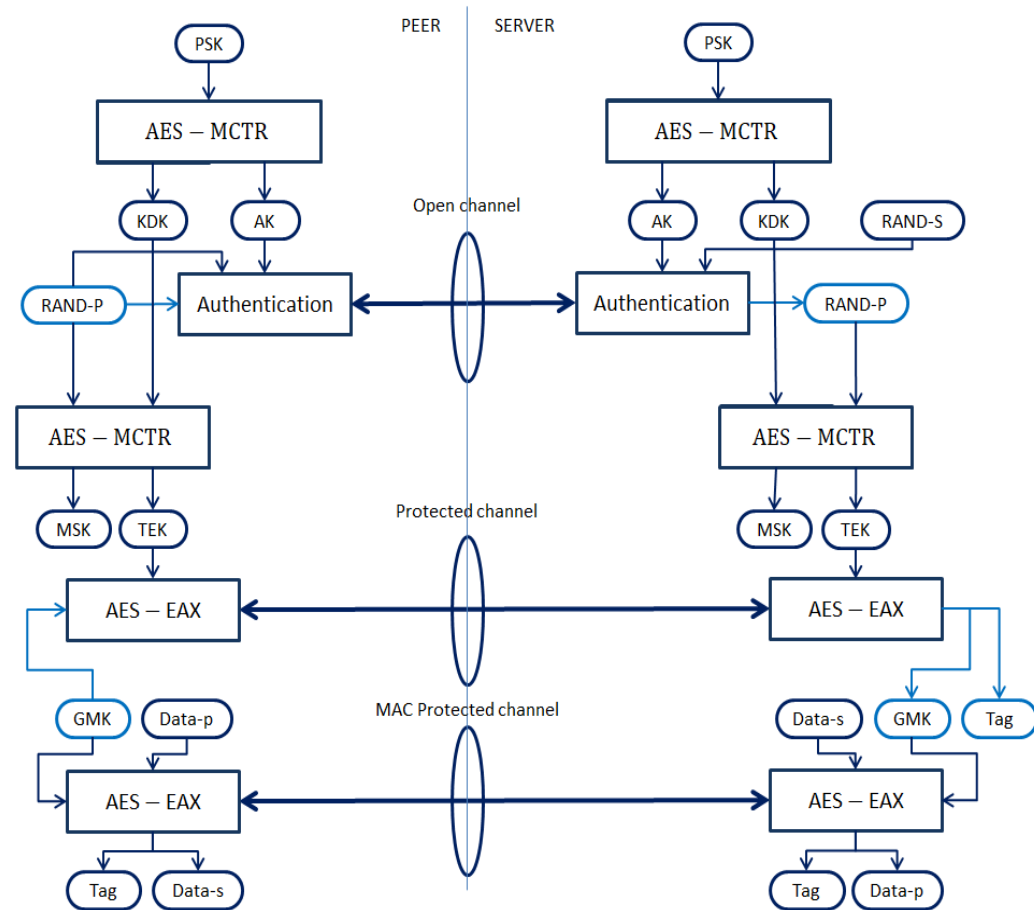 PEER SERVER
PSK PSK
AES – MCTR AES – MCTR
KDK AK Open channel AK KDK RAND-S
RAND-P Authentication Authentication RAND-P
AES – MCTR AES – MCTR
MSK TEK Protected channel MSK TEK
AES – EAX AES – EAX
GMK Data-p MAC Protected channel Data-s GMK Tag
AES – EAX AES – EAX
Tag Data-s Tag Data-p